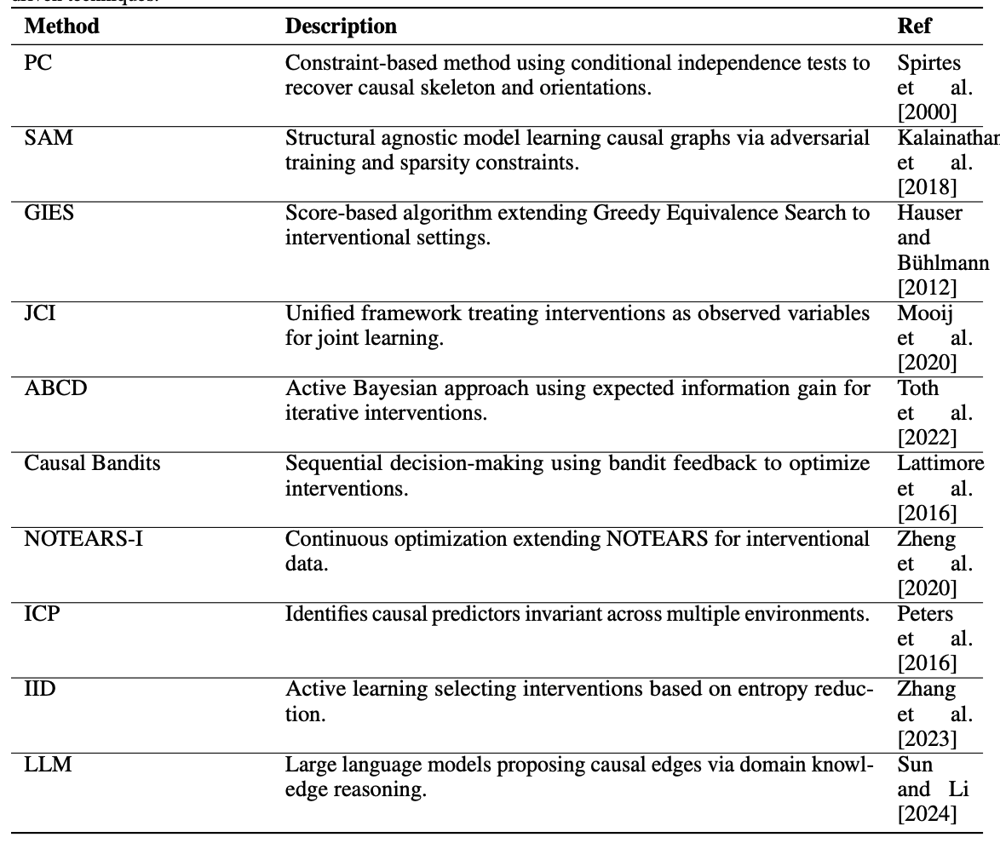 driven techniques.
Method Description Ref
PC Constraint-based method using conditional independence tests to Spirtes
recover causal skeleton and orientations. et al.
[2000]
SAM Structural agnostic model learning causal graphs via adversarial Kalainathan
training and sparsity constraints. et al.
[2018]
GIES Score-based algorithm extending Greedy Equivalence Search to Hauser
interventional settings. and
Bühlmann
[2012]
JCI Unified framework treating interventions as observed variables Mooij
for joint learning. et al.
[2020]
ABCD Active Bayesian approach using expected information gain for Toth
iterative interventions. et al.
[2022]
Causal Bandits Sequential decision-making using bandit feedback to optimize Lattimore
interventions. et al.
[2016]
NOTEARS-I Continuous optimization extending NOTEARS for interventional Zheng
data. et al.
[2020]
ICP Identifies causal predictors invariant across multiple environments. Peters
et al.
[2016]
IID Active learning selecting interventions based on entropy reduc- Zhang
tion. et al.
[2023]
LLM Large language models proposing causal edges via domain knowl- Sun
edge reasoning. and Li
[2024]